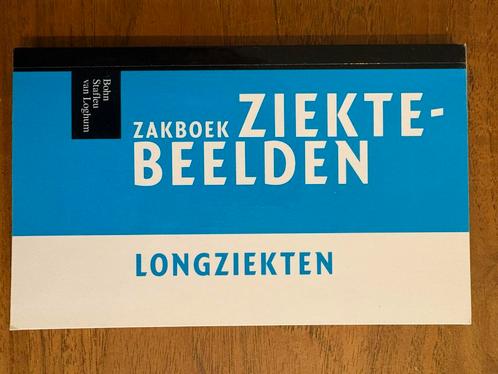 Bohn
Stafleu
van Loghum
ZAKBOEK ZIEKTE-
BEELDEN
LONGZIEKTEN